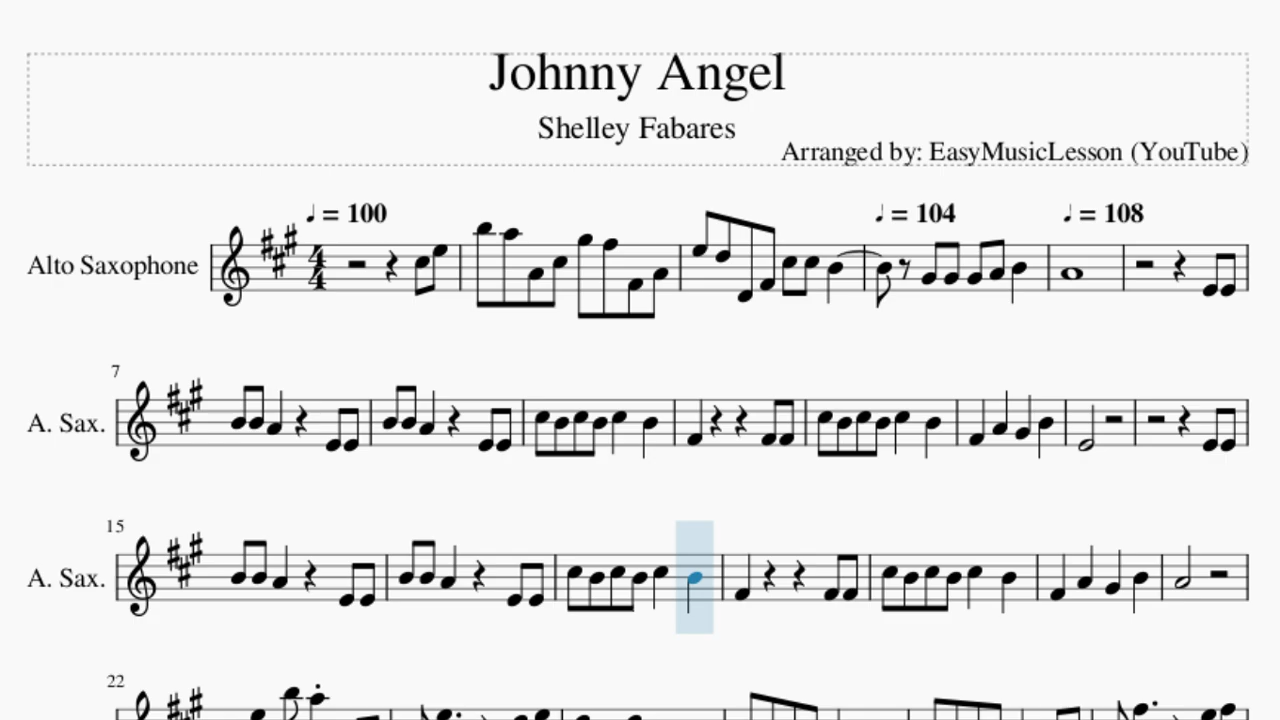 Johnny Angel
Shelley Fabares
Arranged by: EasyMusicLesson (YouTube)
♩ = 100
♩ = 104
♩ = 108
Alto Saxophone
4
4
7
A. Sax.
15
A. Sax.
22